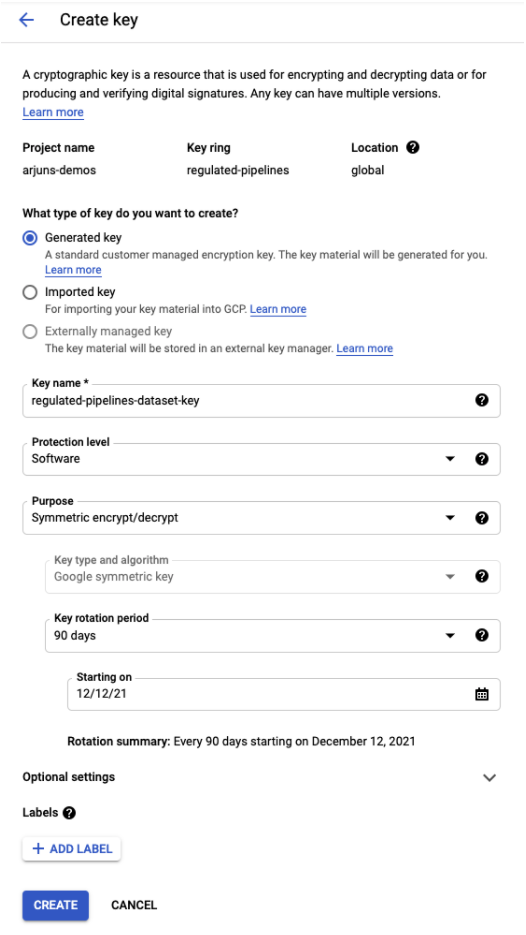 Create key
A cryptographic key is a resource that is used for encrypting and decrypting data or for
producing and verifying digital signatures. Any key can have multiple versions.
Learn more
Project name Key ring Location
arjuns-demos regulated-pipelines global
What type of key do you want to create?
Generated key
A standard customer managed encryption key. The key material will be generated for you.
Learn more
Imported key
For importing your key material into GCP. Learn more
Externally managed key
The key material will be stored in an external key manager. Learn more
Key name *
regulated-pipelines-dataset-key
Protection level
Software
Purpose
Symmetric encrypt/decrypt
Key type and algorithm
Google symmetric key
Key rotation period
90 days
Starting on
12/12/21
Rotation summary: Every 90 days starting on December 12, 2021
Optional settings
Labels
+ ADD LABEL
CREATE CANCEL